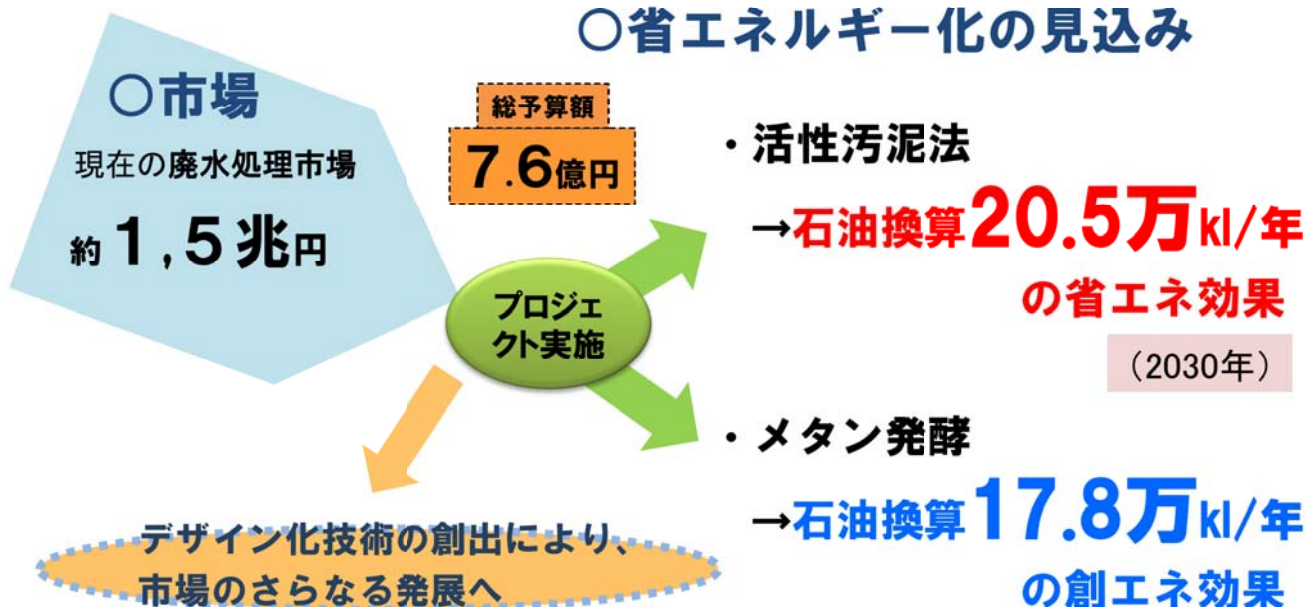 ○省エネルギー化の見込み
○市場
現在の廃水処理市場
約1,5兆円
総予算額
7.6億円
プロジェ
クト実施
・活性汚泥法
→石油換算20.5万kl/年
の省エネ効果
（2030年）
・メタン発酵
→石油換算17.8万kl/年
の創エネ効果
デザイン化技術の創出により、
市場のさらなる発展へ